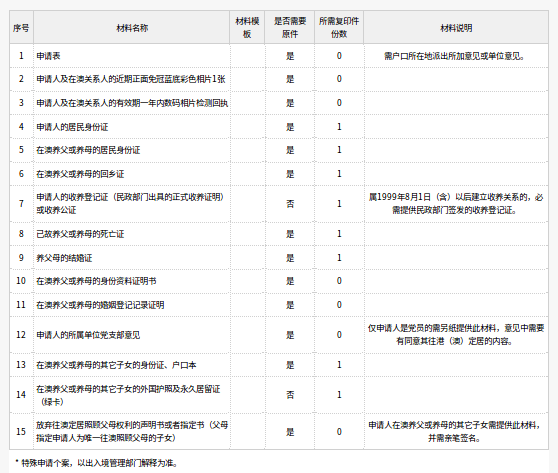 序号 材料名称 材料模板 是否需要原件 所需复印件份数 材料说明
1 申请表 是 0 需户口所在地派出所加意见或单位意见。
2 申请人及在澳关系人的近期正面免冠蓝底彩色相片1张 是 0
3 申请人及在澳关系人的有效期一年内数码相片检测回执 是 0
4 申请人的居民身份证 是 1
5 在澳养父或养母的居民身份证 是 1
6 在澳养父或养母的回乡证 是 1
7 申请人的收养登记证（民政部门出具的正式收养证明）或收养公证 否 1 属1999年8月1日（含）以后建立收养关系的，必需提供民政部门签发的收养登记证。
8 已故养父或养母的死亡证 是 1
9 养父母的结婚证 是 1
10 在澳养父或养母的身份资料证明书 是 0
11 在澳养父或养母的婚姻登记记录证明 是 0
12 申请人的所属单位党支部意见 是 0 仅申请人是党员的需另纸提供此材料，意见中需要有同意其往港（澳）定居的内容。
13 在澳养父或养母的其它子女的身份证、户口本 是 1
14 在澳养父或养母的其它子女的外国护照及永久居留证（绿卡） 否 1
15 放弃往澳定居照顾父母权利的声明书或者指定书（父母指定申请人为唯一往澳照顾父母的子女） 是 0 申请人在澳养父或养母的其它子女需提供此材料，并需亲笔签名。
* 特殊申请个案，以出入境管理部门解释为准。